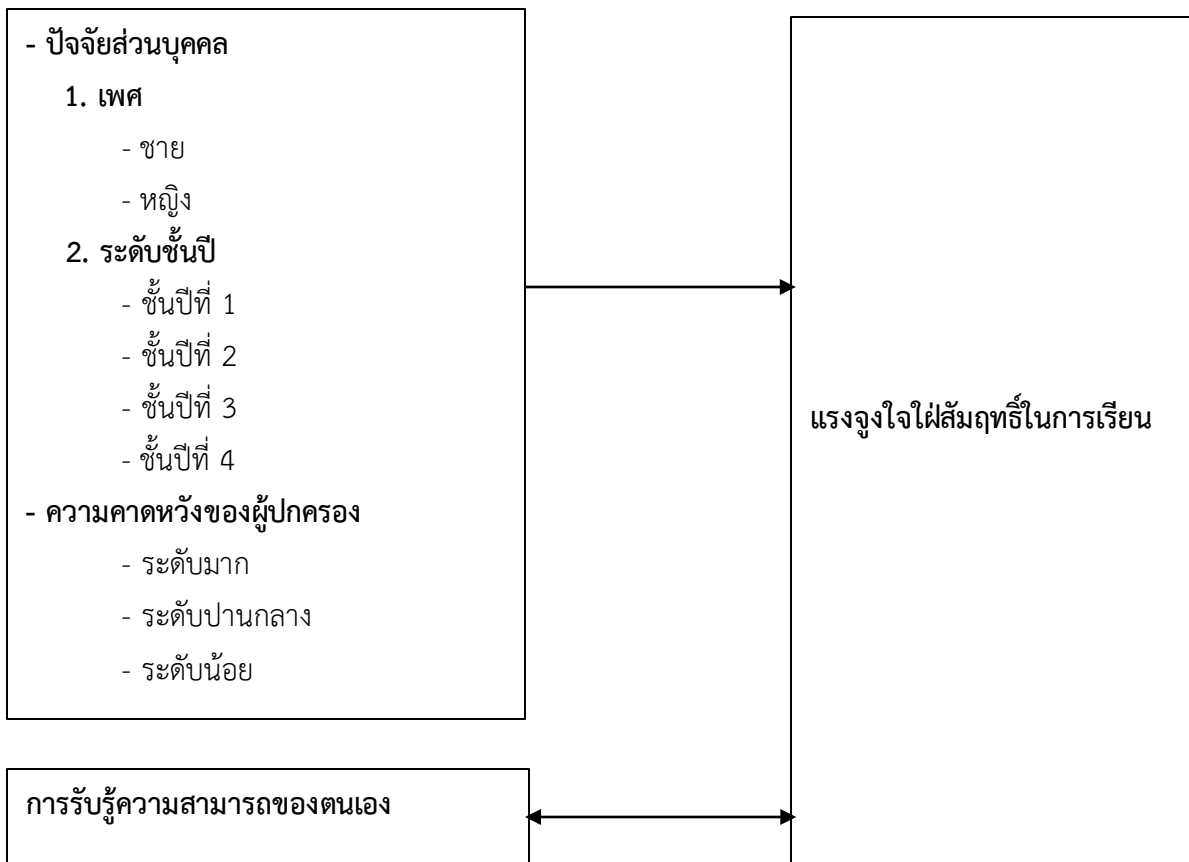 - ปัจจัยส่วนบุคคล
1. เพศ
- ชาย
- หญิง
2. ระดับชั้นปี
- ชั้นปีที่ 1
- ชั้นปีที่ 2
- ชั้นปีที่ 3
- ชั้นปีที่ 4
- ความคาดหวังของผู้ปกครอง
- ระดับมาก
- ระดับปานกลาง
- ระดับน้อย
การรับรู้ความสามารถของตนเอง
แรงจูงใจใฝ่สัมฤทธิ์ในการเรียน